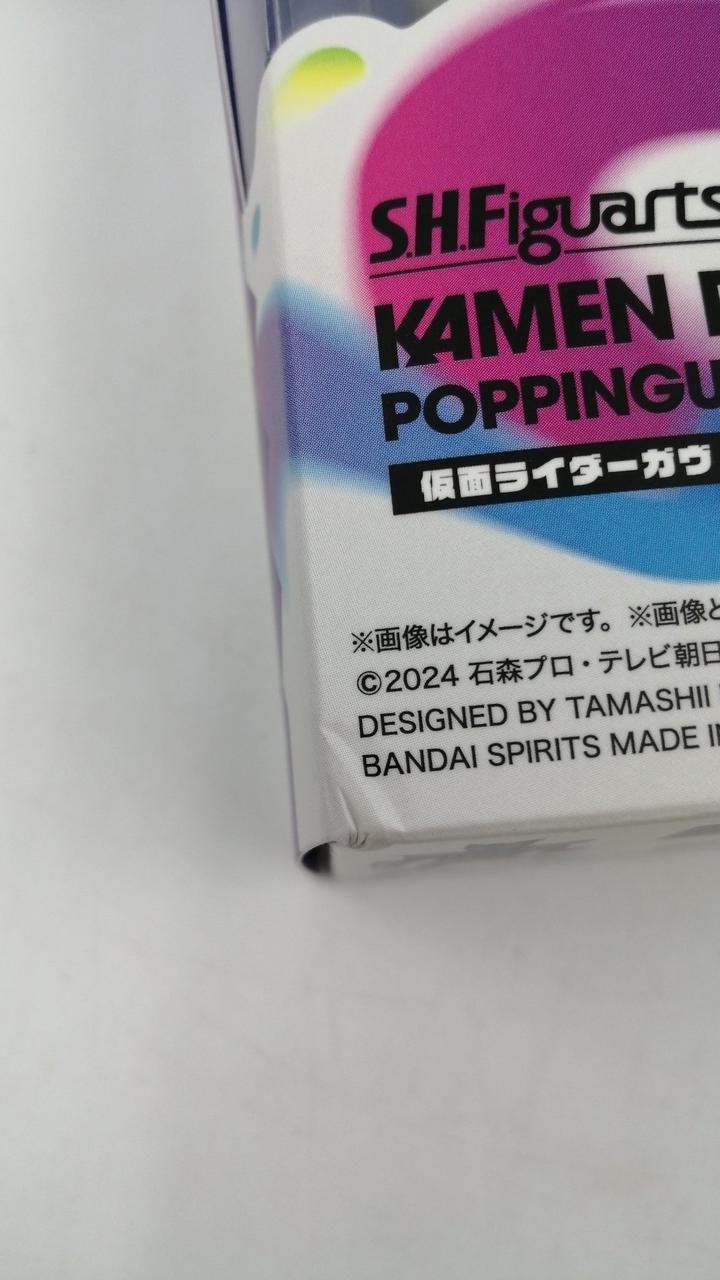 S.H.Figuarts
KAMEN
POPPINGU
仮面ライダーガヴ
※画像はイメージです。※画像と
©2024 石森プロ・テレビ朝日
DESIGNED BY TAMASHII
BANDAI SPIRITS MADE IN